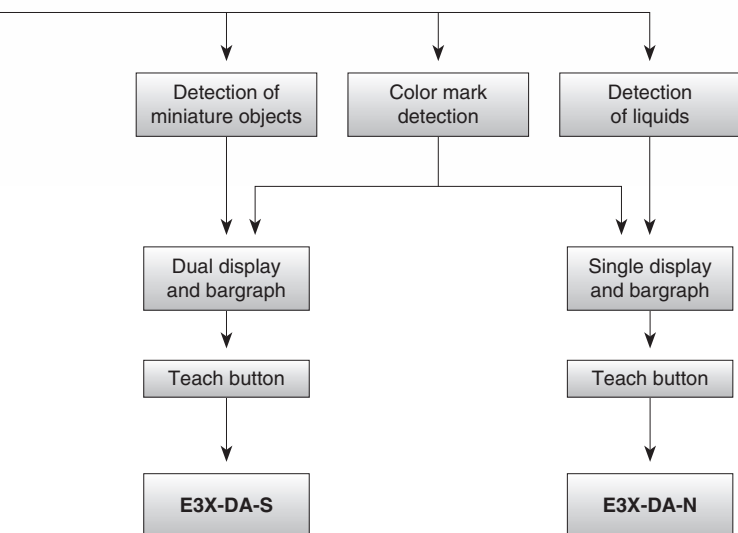 Detection of
miniature objects
Color mark
detection
Detection
of liquids
Dual display
and bargraph
Single display
and bargraph
Teach button
Teach button
E3X-DA-S
E3X-DA-N